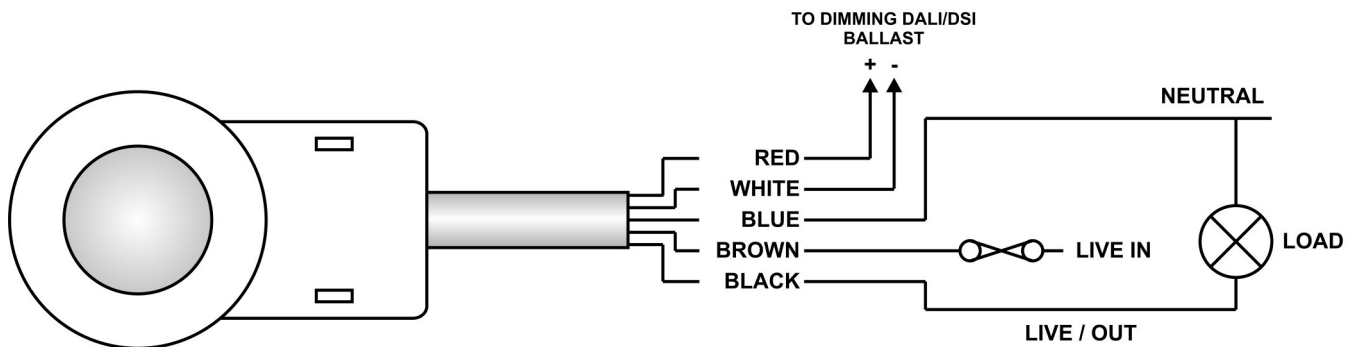 TO DIMMING DALI/DSI
BALLAST
+ -
NEUTRAL
RED
WHITE
BLUE
BROWN
LIVE IN
LOAD
BLACK
LIVE / OUT